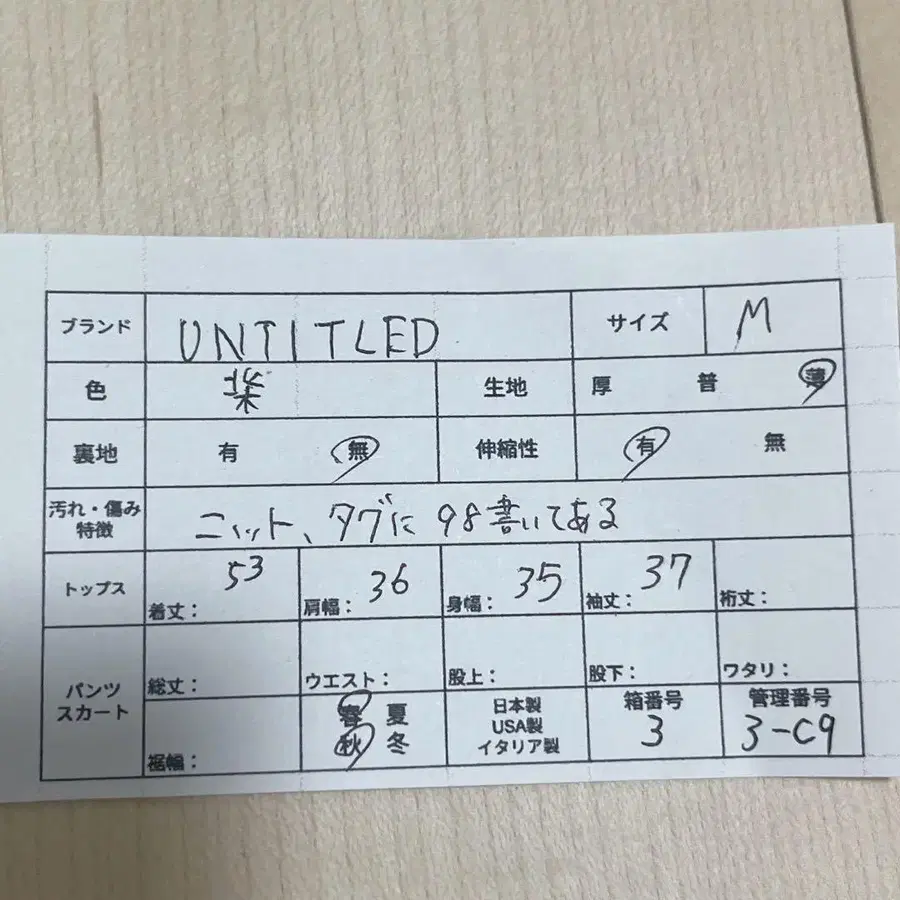 ブランド UNTITLED サイズ M
色 生地 厚 普 薄
裏地 有 無 伸縮性 有 無
汚れ・傷み
特徴
ニット、タグに98書いてある
トップス 着丈: 53 肩幅: 36 身幅: 35 袖丈: 37 裄丈:
パンツ
スカート
総丈: ウエスト: 股上: 股下: ワタリ:
裾幅:
春 夏
秋 冬
日本製
USA製
イタリア製
箱番号
3
管理番号
3-C9